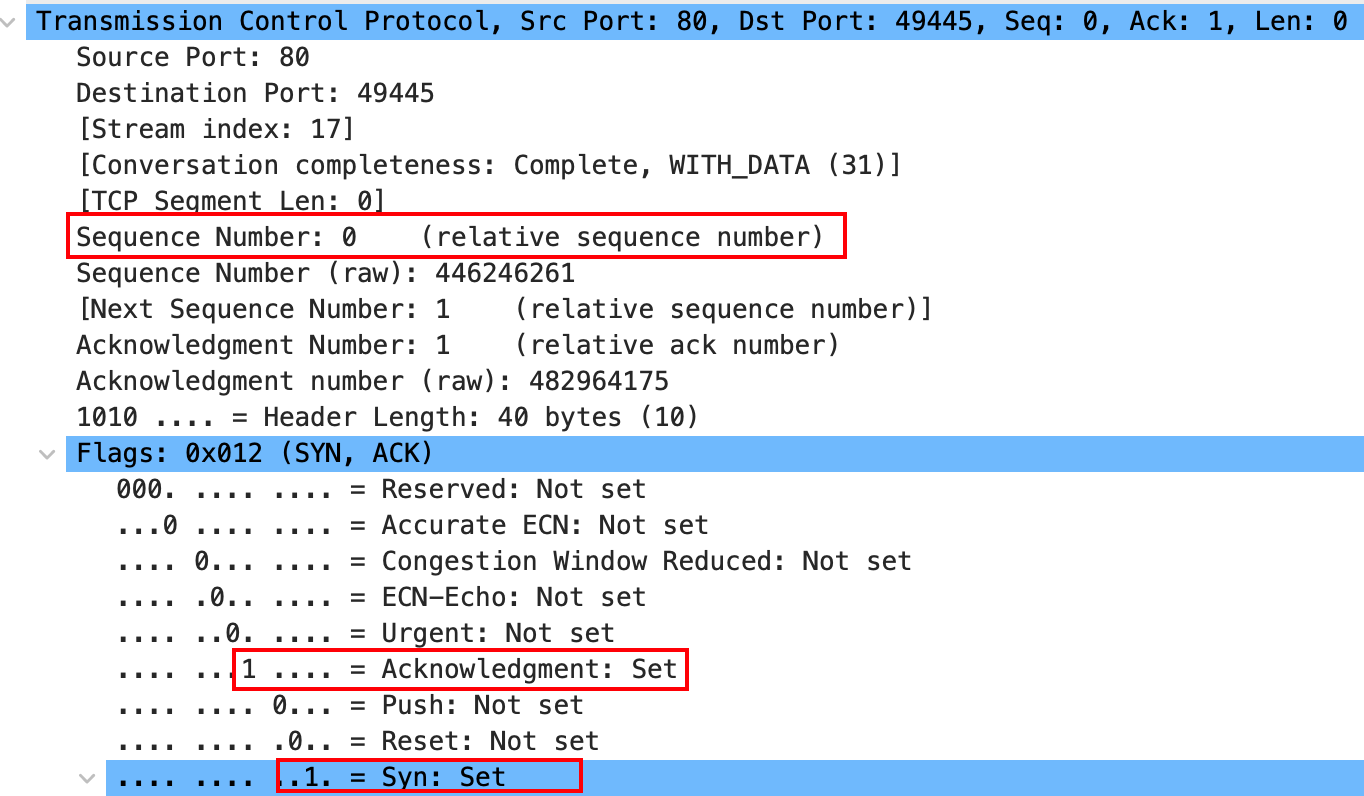 Transmission Control Protocol, Src Port: 80, Dst Port: 49445, Seq: 0, Ack: 1, Len: 0
Source Port: 80
Destination Port: 49445
[Stream index: 17]
[Conversation completeness: Complete, WITH_DATA (31)]
[TCP Segment Len: 0]
Sequence Number: 0    (relative sequence number)
Sequence Number (raw): 446246261
[Next Sequence Number: 1    (relative sequence number)]
Acknowledgment Number: 1    (relative ack number)
Acknowledgment number (raw): 482964175
1010 .... = Header Length: 40 bytes (10)
Flags: 0x012 (SYN, ACK)
000. .... .... = Reserved: Not set
...0 .... .... = Accurate ECN: Not set
.... 0... .... = Congestion Window Reduced: Not set
.... .0.. .... = ECN-Echo: Not set
.... ..0. .... = Urgent: Not set
.... ...1 .... = Acknowledgment: Set
.... .... 0... = Push: Not set
.... .... .0.. = Reset: Not set
.... .... ..1. = Syn: Set